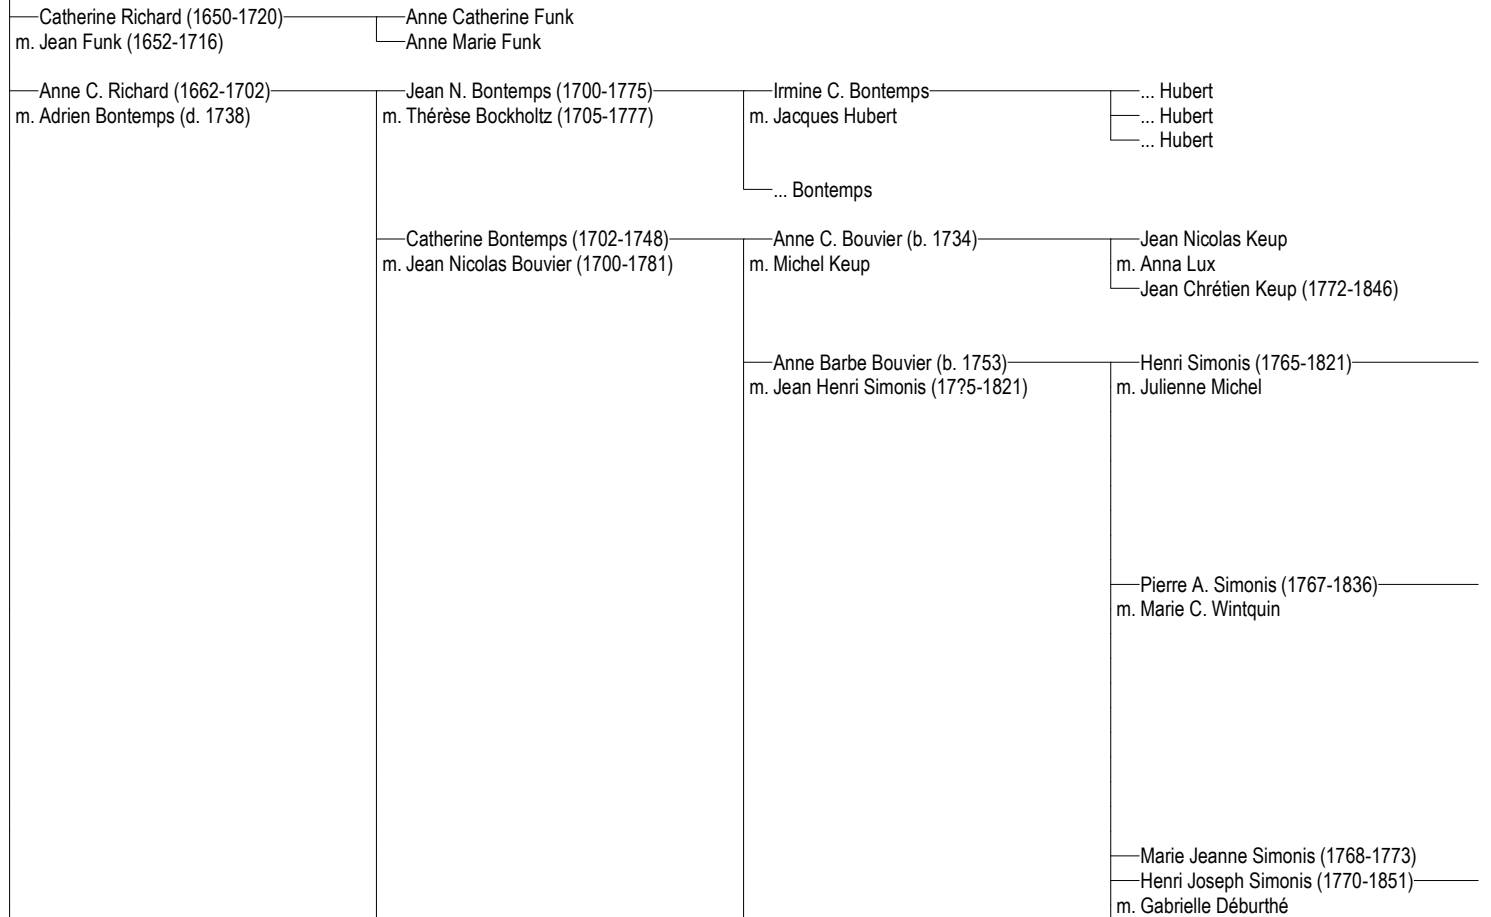 Catherine Richard (1650-1720) Anne Catherine Funk
m. Jean Funk (1652-1716) Anne Marie Funk
Anne C. Richard (1662-1702) Jean N. Bontemps (1700-1775) Irmine C. Bontemps ... Hubert
m. Adrien Bontemps (d. 1738) m. Thérèse Bockholtz (1705-1777) m. Jacques Hubert ... Hubert
... Hubert
... Bontemps
Catherine Bontemps (1702-1748) Anne C. Bouvier (b. 1734) Jean Nicolas Keup
m. Jean Nicolas Bouvier (1700-1781) m. Michel Keup m. Anna Lux
Jean Chrétien Keup (1772-1846)
Anne Barbe Bouvier (b. 1753) Henri Simonis (1765-1821)
m. Jean Henri Simonis (17?5-1821) m. Julienne Michel
Pierre A. Simonis (1767-1836)
m. Marie C. Wintquin
Marie Jeanne Simonis (1768-1773)
Henri Joseph Simonis (1770-1851)
m. Gabrielle Déburthé